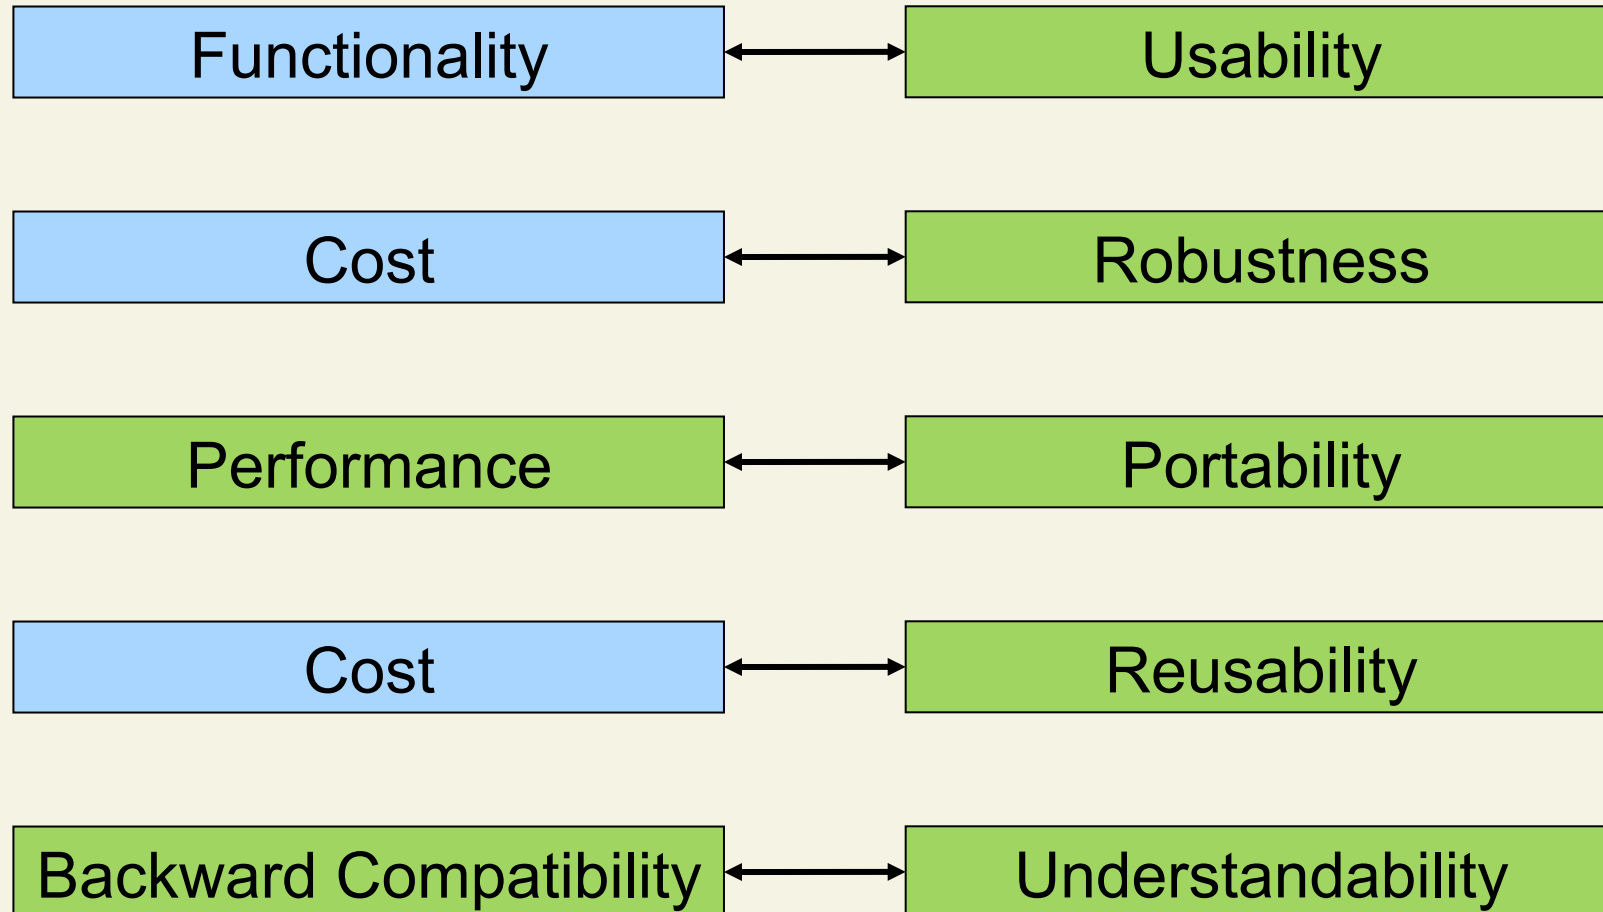 Functionality
Usability
Cost
Robustness
Performance
Portability
Cost
Reusability
Backward Compatibility
Understandability